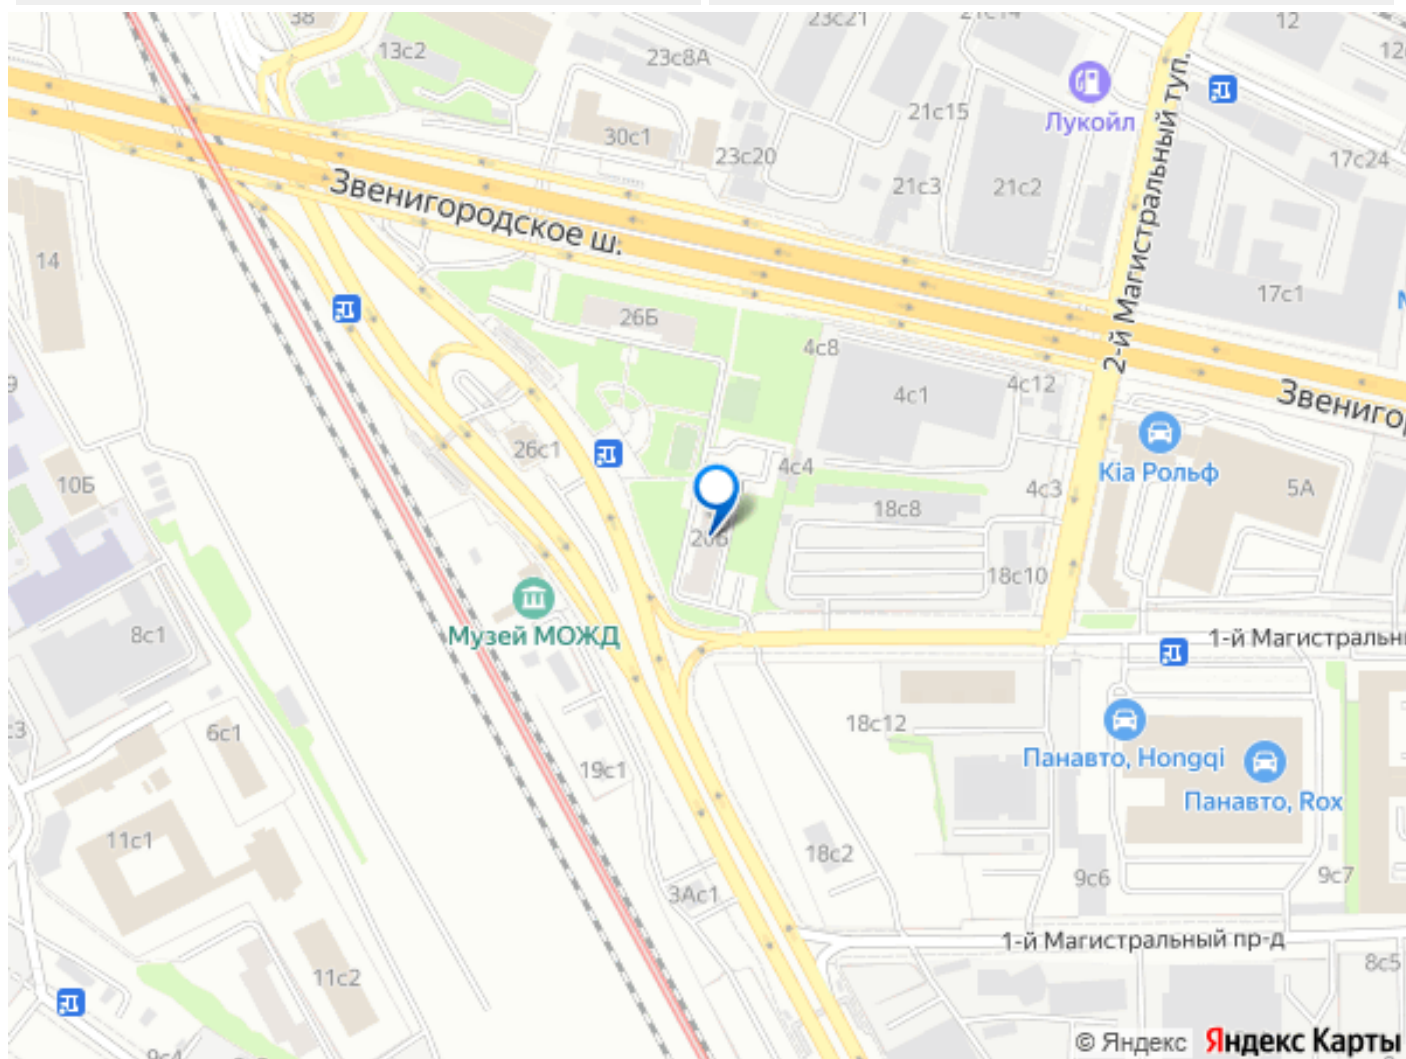 38
13с2
23с8А
23с21
12
21с15
Лукойл
2-й Магистральный туп.
30с1
23с20
21с3
21с2
17с24
Звенигородское ш.
14
17с1
26Б
4с8
4с1
4с12
Звениго
26с1
Kia Рольф
10Б
4с4
4с3
5А
18с8
18с10
Музей МОЖД
8с1
1-й Магистральн
18с12
6с1
Панавто, Hongqi
19с1
Панавто, Rox
11с1
18с2
9с6
9с7
3Ас1
1-й Магистральный пр-д
8с5
11с2
© Яндекс
Яндекс Карты